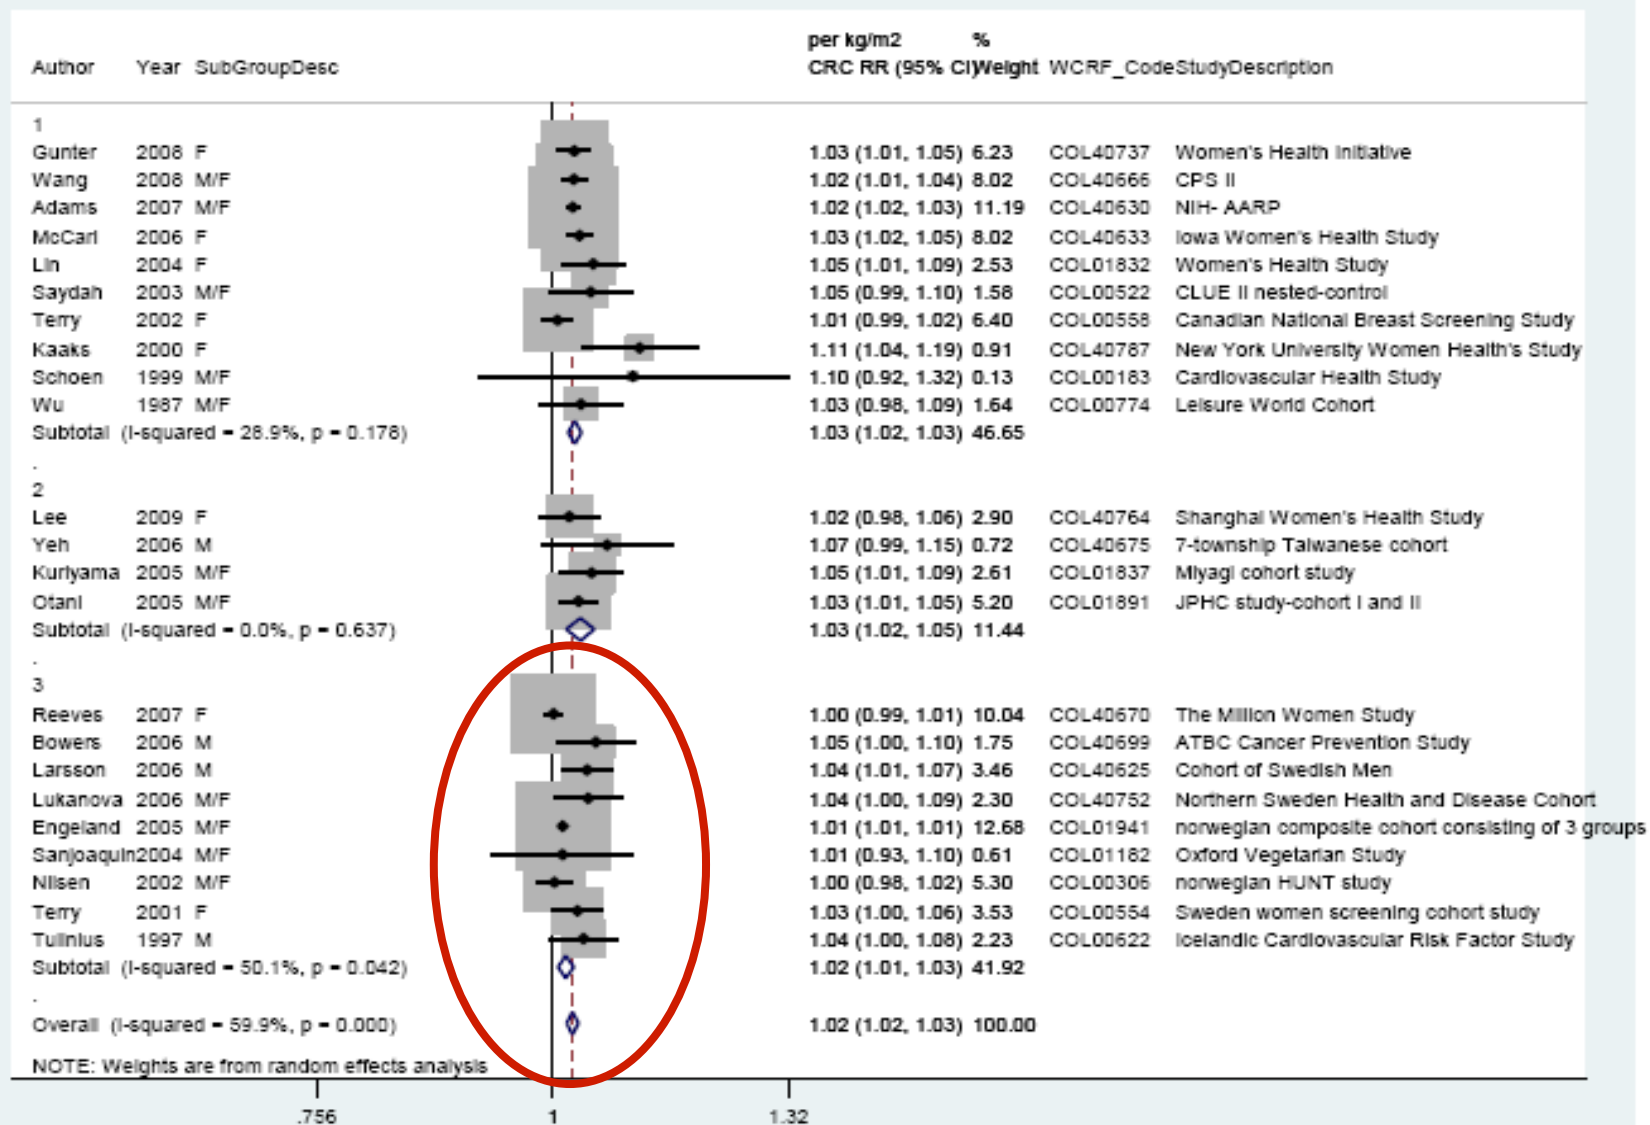 per kg/m2 %
Author Year SubGroupDesc CRC RR (95% CI) Weight WCRF_Code StudyDescription
1
Gunter 2008 F 1.03 (1.01, 1.05) 6.23 COL40737 Women's Health Initiative
Wang 2008 M/F 1.02 (1.01, 1.04) 8.02 COL40666 CPS II
Adams 2007 M/F 1.02 (1.02, 1.03) 11.19 COL40630 NIH- AARP
McCarl 2006 F 1.03 (1.02, 1.05) 8.02 COL40633 Iowa Women's Health Study
Lin 2004 F 1.05 (1.01, 1.09) 2.53 COL01832 Women's Health Study
Saydah 2003 M/F 1.05 (0.99, 1.10) 1.58 COL00522 CLUE II nested-control
Terry 2002 F 1.01 (0.99, 1.02) 6.40 COL00558 Canadian National Breast Screening Study
Kaaks 2000 F 1.11 (1.04, 1.19) 0.91 COL40787 New York University Women Health's Study
Schoen 1999 M/F 1.10 (0.92, 1.32) 0.13 COL00183 Cardiovascular Health Study
Wu 1987 M/F 1.03 (0.98, 1.09) 1.64 COL00774 Leisure World Cohort
Subtotal (I-squared = 28.9%, p = 0.178) 1.03 (1.02, 1.03) 46.65
.
2
Lee 2009 F 1.02 (0.98, 1.06) 2.90 COL40764 Shanghai Women's Health Study
Yeh 2006 M 1.07 (0.99, 1.15) 0.72 COL40675 7-township Taiwanese cohort
Kuriyama 2005 M/F 1.05 (1.01, 1.09) 2.61 COL01837 Miyagi cohort study
Otani 2005 M/F 1.03 (1.01, 1.05) 5.20 COL01891 JPHC study-cohort I and II
Subtotal (I-squared = 0.0%, p = 0.637) 1.03 (1.02, 1.05) 11.44
.
3
Reeves 2007 F 1.00 (0.99, 1.01) 10.04 COL40670 The Million Women Study
Bowers 2006 M 1.05 (1.00, 1.10) 1.75 COL40699 ATBC Cancer Prevention Study
Larsson 2006 M 1.04 (1.01, 1.07) 3.46 COL40625 Cohort of Swedish Men
Lukanova 2006 M/F 1.04 (1.00, 1.09) 2.30 COL40752 Northern Sweden Health and Disease Cohort
Engeland 2005 M/F 1.01 (1.01, 1.01) 12.68 COL01941 norwegian composite cohort consisting of 3 groups
Sanjoaquin 2004 M/F 1.01 (0.93, 1.10) 0.61 COL01182 Oxford Vegetarian Study
Nilsen 2002 M/F 1.00 (0.98, 1.02) 5.30 COL00306 norwegian HUNT study
Terry 2001 F 1.03 (1.00, 1.06) 3.53 COL00554 Sweden women screening cohort study
Tulinius 1997 M 1.04 (1.00, 1.08) 2.23 COL00622 Icelandic Cardiovascular Risk Factor Study
Subtotal (I-squared = 50.1%, p = 0.042) 1.02 (1.01, 1.03) 41.92
.
Overall (I-squared = 59.9%, p = 0.000) 1.02 (1.02, 1.03) 100.00
NOTE: Weights are from random effects analysis
.756 1 1.32